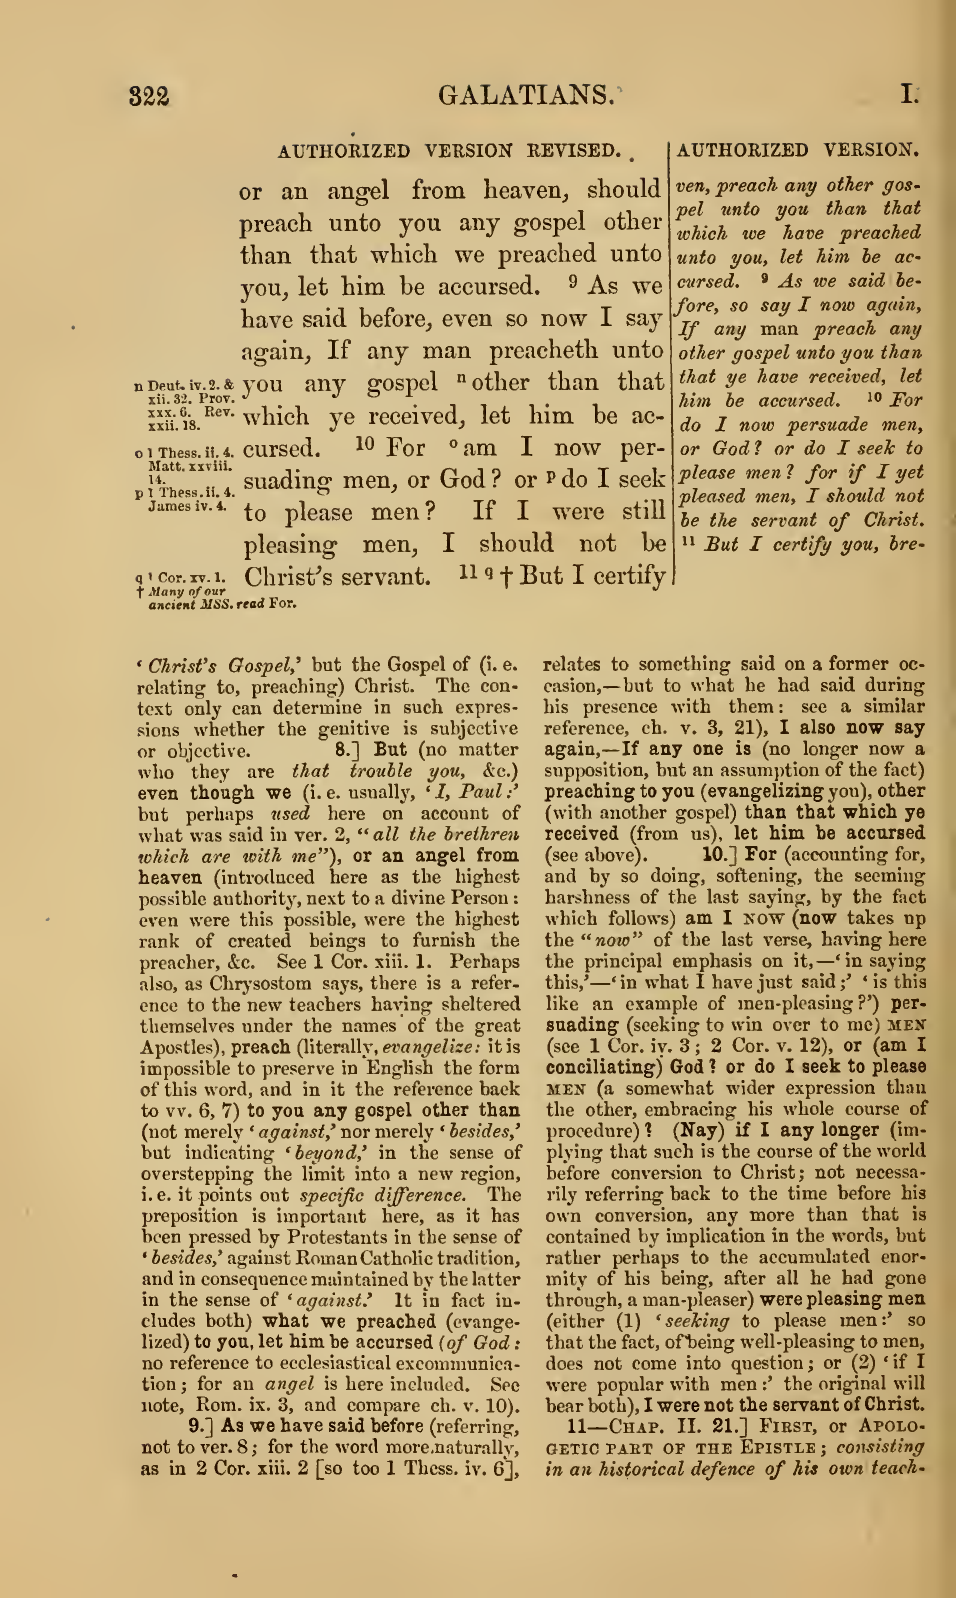 322
GALATIANS.
I.
AUTHORIZED VERSION REVISED.
or an angel from heaven, should
preach unto you any gospel other
than that which we preached unto
you, let him be accursed. 9 As we
have said before, even so now I say
again, If any man preacheth unto
you any gospel n other than that
which ye received, let him be ac-
cursed. 10 For o am I now per-
suading men, or God? or p do I seek
to please men? If I were still
pleasing men, I should not be
Christ's servant. 11 q † But I certify
n Deut. iv. 2. &
xii. 32. Prov.
xxx. 6. Rev.
xxii. 18.
o 1 Thess. ii. 4.
Matt. xxviii.
14.
p 1 Thess. ii. 4.
James iv. 4.
q 1 Cor. xv. 1.
† Many of our
ancient MSS. read For.
AUTHORIZED VERSION.
ven, preach any other gos-
pel unto you than that
which we have preached
unto you, let him be ac-
cursed. 9 As we said be-
fore, so say I now again,
If any man preach any
other gospel unto you than
that ye have received, let
him be accursed. 10 For
do I now persuade men,
or God? or do I seek to
please men? for if I yet
pleased men, I should not
be the servant of Christ.
11 But I certify you, bre-
‘ Christ's Gospel,’ but the Gospel of (i. e.
relating to, preaching) Christ. The con-
text only can determine in such expres-
sions whether the genitive is subjective
or objective. 8.] But (no matter
who they are that trouble you, &c.)
even though we (i. e. usually, ‘I, Paul:’
but perhaps used here on account of
what was said in ver. 2, “all the brethren
which are with me”), or an angel from
heaven (introduced here as the highest
possible authority, next to a divine Person :
even were this possible, were the highest
rank of created beings to furnish the
preacher, &c. See 1 Cor. xiii. 1. Perhaps
also, as Chrysostom says, there is a refer-
ence to the new teachers having sheltered
themselves under the names of the great
Apostles), preach (literally, evangelize: it is
impossible to preserve in English the form
of this word, and in it the reference back
to vv. 6, 7) to you any gospel other than
(not merely ‘against,’ nor merely ‘besides,’
but indicating ‘beyond,’ in the sense of
overstepping the limit into a new region,
i. e. it points out specific difference. The
preposition is important here, as it has
been pressed by Protestants in the sense of
‘besides,’ against Roman Catholic tradition,
and in consequence maintained by the latter
in the sense of ‘against.’ It in fact in-
cludes both) what we preached (evange-
lized) to you, let him be accursed (of God :
no reference to ecclesiastical excommunica-
tion ; for an angel is here included. See
note, Rom. ix. 3, and compare ch. v. 10).
9.] As we have said before (referring,
not to ver. 8 ; for the word more naturally,
as in 2 Cor. xiii. 2 [so too 1 Thess. iv. 6],
relates to something said on a former oc-
casion,—but to what he had said during
his presence with them : see a similar
reference, ch. v. 3, 21), I also now say
again,—If any one is (no longer now a
supposition, but an assumption of the fact)
preaching to you (evangelizing you), other
(with another gospel) than that which ye
received (from us), let him be accursed
(see above). 10.] For (accounting for,
and by so doing, softening, the seeming
harshness of the last saying, by the fact
which follows) am I NOW (now takes up
the “now” of the last verse, having here
the principal emphasis on it,—‘in saying
this,’—‘in what I have just said ;’ ‘is this
like an example of men-pleasing?’) per-
suading (seeking to win over to me) MEN
(see 1 Cor. iv. 3 ; 2 Cor. v. 12), or (am I
conciliating) God? or do I seek to please
MEN (a somewhat wider expression than
the other, embracing his whole course of
procedure) ? (Nay) if I any longer (im-
plying that such is the course of the world
before conversion to Christ ; not necessa-
rily referring back to the time before his
own conversion, any more than that is
contained by implication in the words, but
rather perhaps to the accumulated enor-
mity of his being, after all he had gone
through, a man-pleaser) were pleasing men
(either (1) ‘seeking to please men :’ so
that the fact, of being well-pleasing to men,
does not come into question ; or (2) ‘if I
were popular with men :’ the original will
bear both), I were not the servant of Christ.
11—CHAP. II. 21.] FIRST, or APOLO-
GETIC PART OF THE EPISTLE ; consisting
in an historical defence of his own teach-